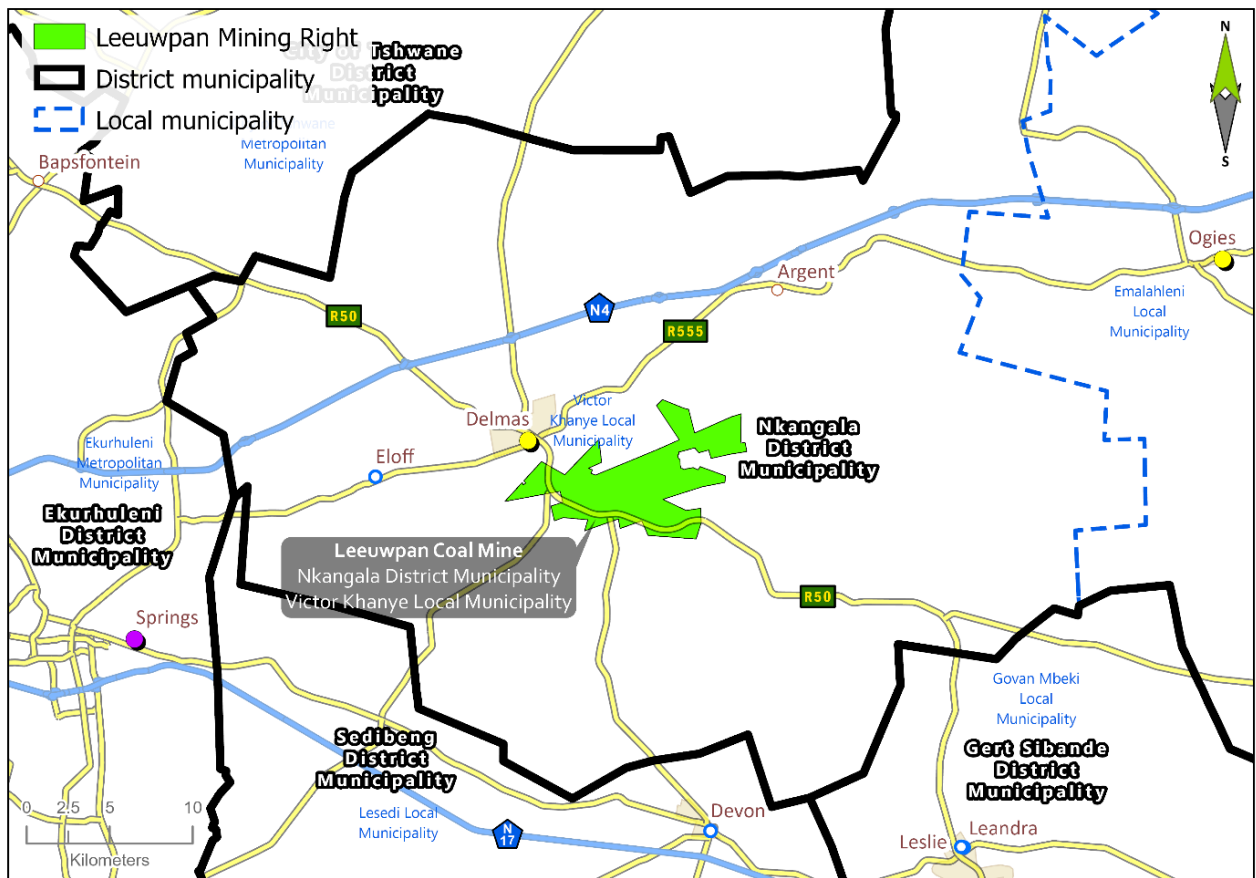 Leeuwpan Mining Right
District municipality
Local municipality
City of Tshwane
District
Municipality
Tshwane
Metropolitan
Municipality
N
S
Bapsfontein
Ogies
Argent
Emalahleni
Local
Municipality
R50
N4
R555
Delmas
Victor
Khanye Local
Municipality
Nkangala
District
Municipality
Eloff
Ekurhuleni
Metropolitan
Municipality
Ekurhuleni
District
Municipality
Leeuwpan Coal Mine
Nkangala District Municipality
Victor Khanye Local Municipality
R50
Springs
Govan Mbeki
Local
Municipality
Sedibeng
District
Municipality
Gert Sibande
District
Municipality
Lesedi Local
Municipality
N
17
Devon
Leslie
Leandra
0 2.5 5 10
Kilometers